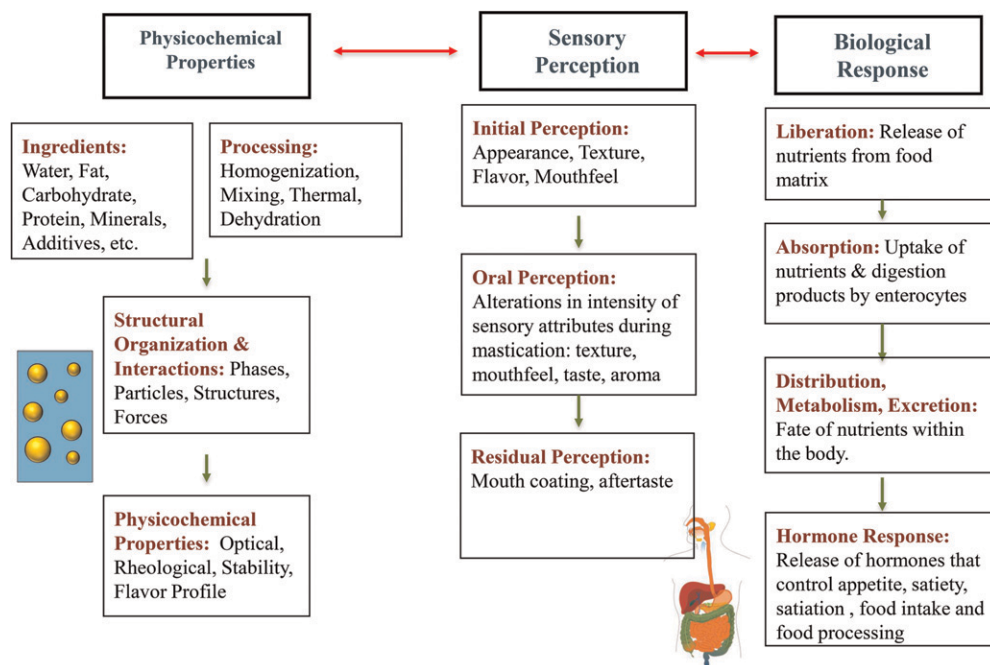 Physicochemical
Properties
Sensory
Perception
Biological
Response
Ingredients:
Water, Fat,
Carbohydrate,
Protein, Minerals,
Additives, etc.
Processing:
Homogenization,
Mixing, Thermal,
Dehydration
Structural
Organization &
Interactions: Phases,
Particles, Structures,
Forces
Physicochemical
Properties: Optical,
Rheological, Stability,
Flavor Profile
Initial Perception:
Appearance, Texture,
Flavor, Mouthfeel
Oral Perception:
Alterations in intensity of
sensory attributes during
mastication: texture,
mouthfeel, taste, aroma
Residual Perception:
Mouth coating, aftertaste
Liberation: Release of
nutrients from food
matrix
Absorption: Uptake of
nutrients & digestion
products by enterocytes
Distribution,
Metabolism, Excretion:
Fate of nutrients within
the body.
Hormone Response:
Release of hormones that
control appetite, satiety,
satiation , food intake and
food processing